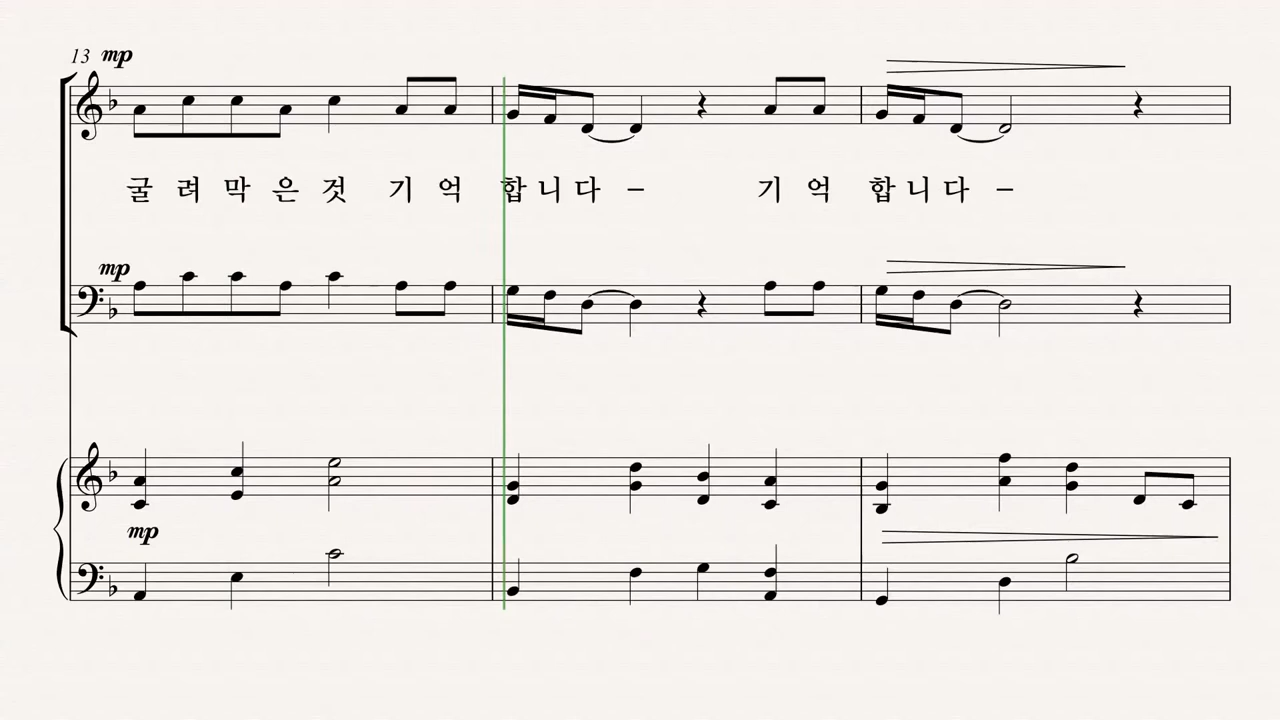 13 mp
굴 려 막 은 것 기 억 합 니 다 – 기 억 합 니 다 –
mp
mp